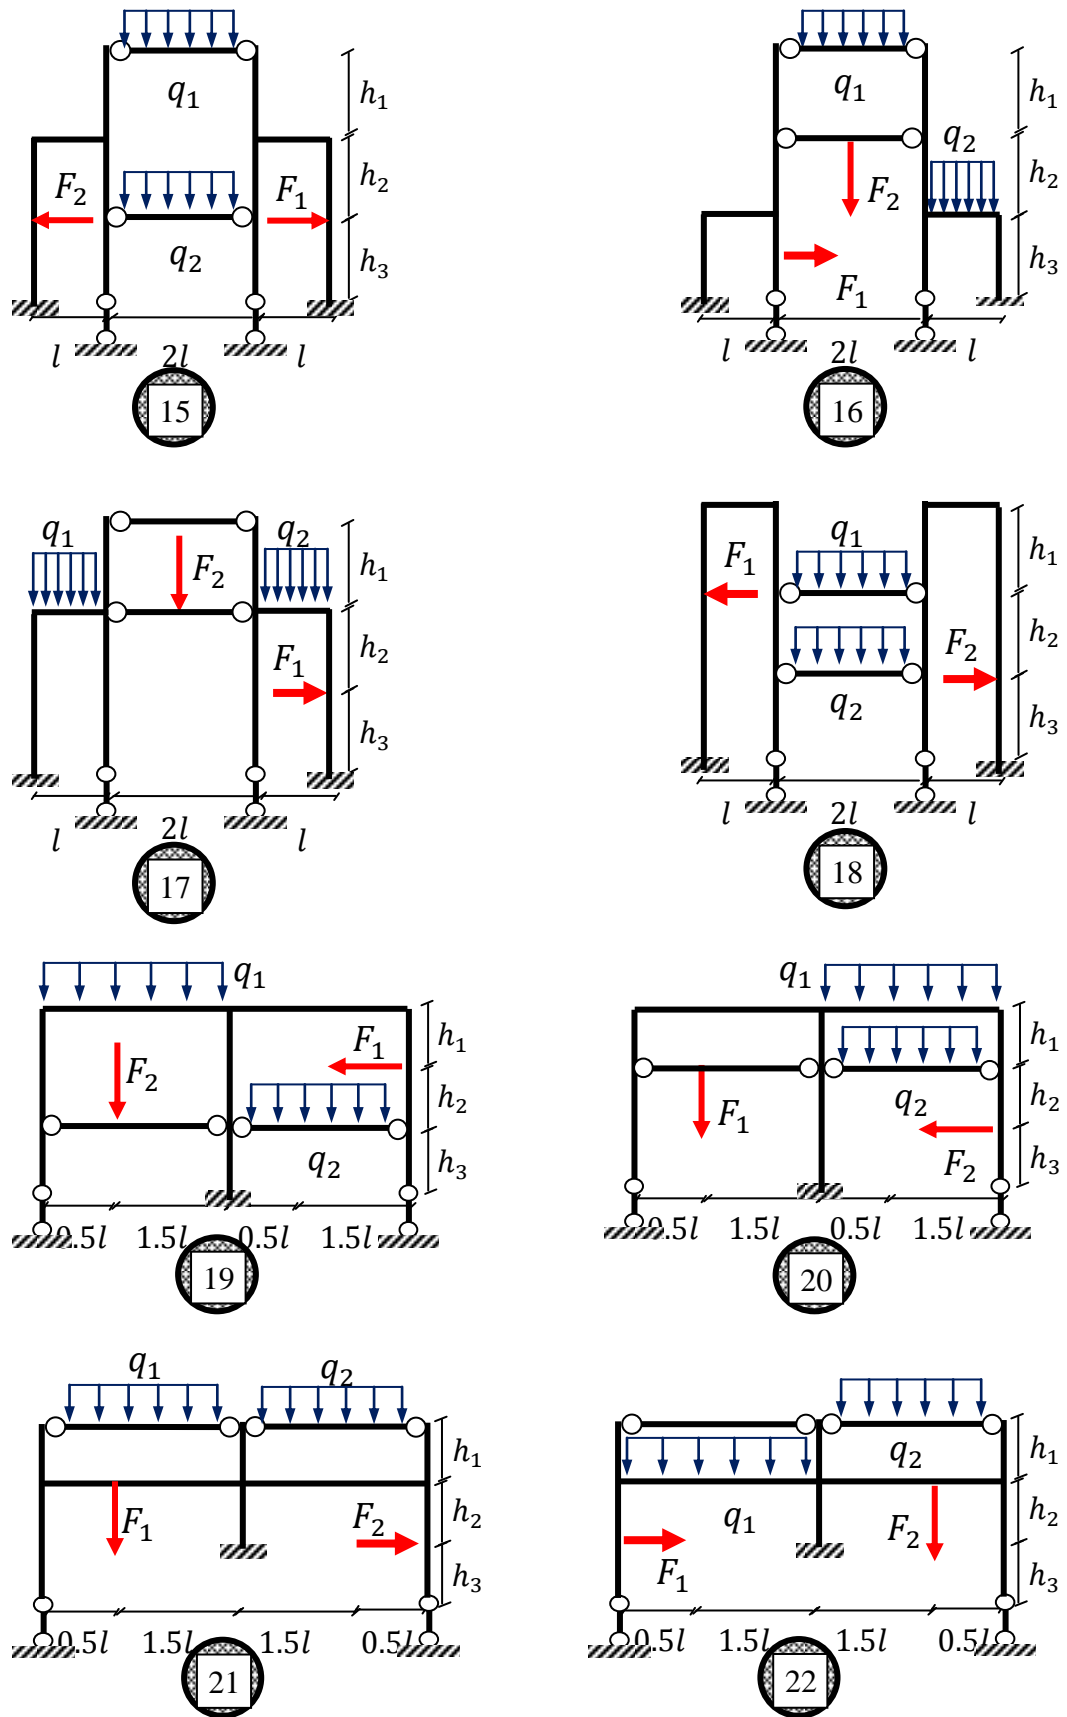 q₁
h₁
F₂
F₁
h₂
q₂
h₃
l
2l
l
15
q₁
h₁
q₂
h₂
F₂
h₃
F₁
l
2l
l
16
q₁
q₂
F₂
h₁
F₁
h₂
h₃
l
2l
l
17
q₁
h₁
F₁
h₂
F₂
q₂
h₃
l
2l
l
18
q₁
F₁
h₁
F₂
h₂
q₂
h₃
0.5l 1.5l 0.5l 1.5l
19
q₁
h₁
F₁
q₂
h₂
F₂
h₃
0.5l 1.5l 0.5l 1.5l
20
q₁
q₂
h₁
F₁
F₂
h₂
h₃
0.5l 1.5l 1.5l 0.5l
21
q₂
h₁
q₁
F₂
h₂
F₁
h₃
0.5l 1.5l 1.5l 0.5l
22